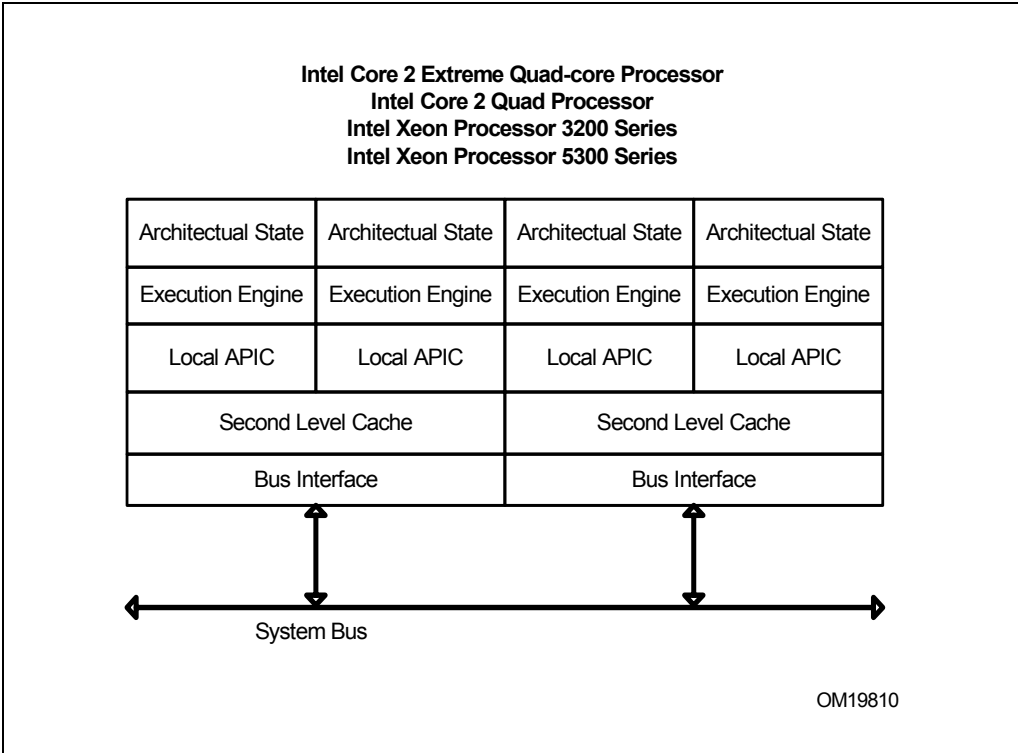 Intel Core 2 Extreme Quad-core Processor
Intel Core 2 Quad Processor
Intel Xeon Processor 3200 Series
Intel Xeon Processor 5300 Series
Architectual State Architectual State Architectual State Architectual State
Execution Engine Execution Engine Execution Engine Execution Engine
Local APIC Local APIC Local APIC Local APIC
Second Level Cache Second Level Cache
Bus Interface Bus Interface
System Bus
OM19810